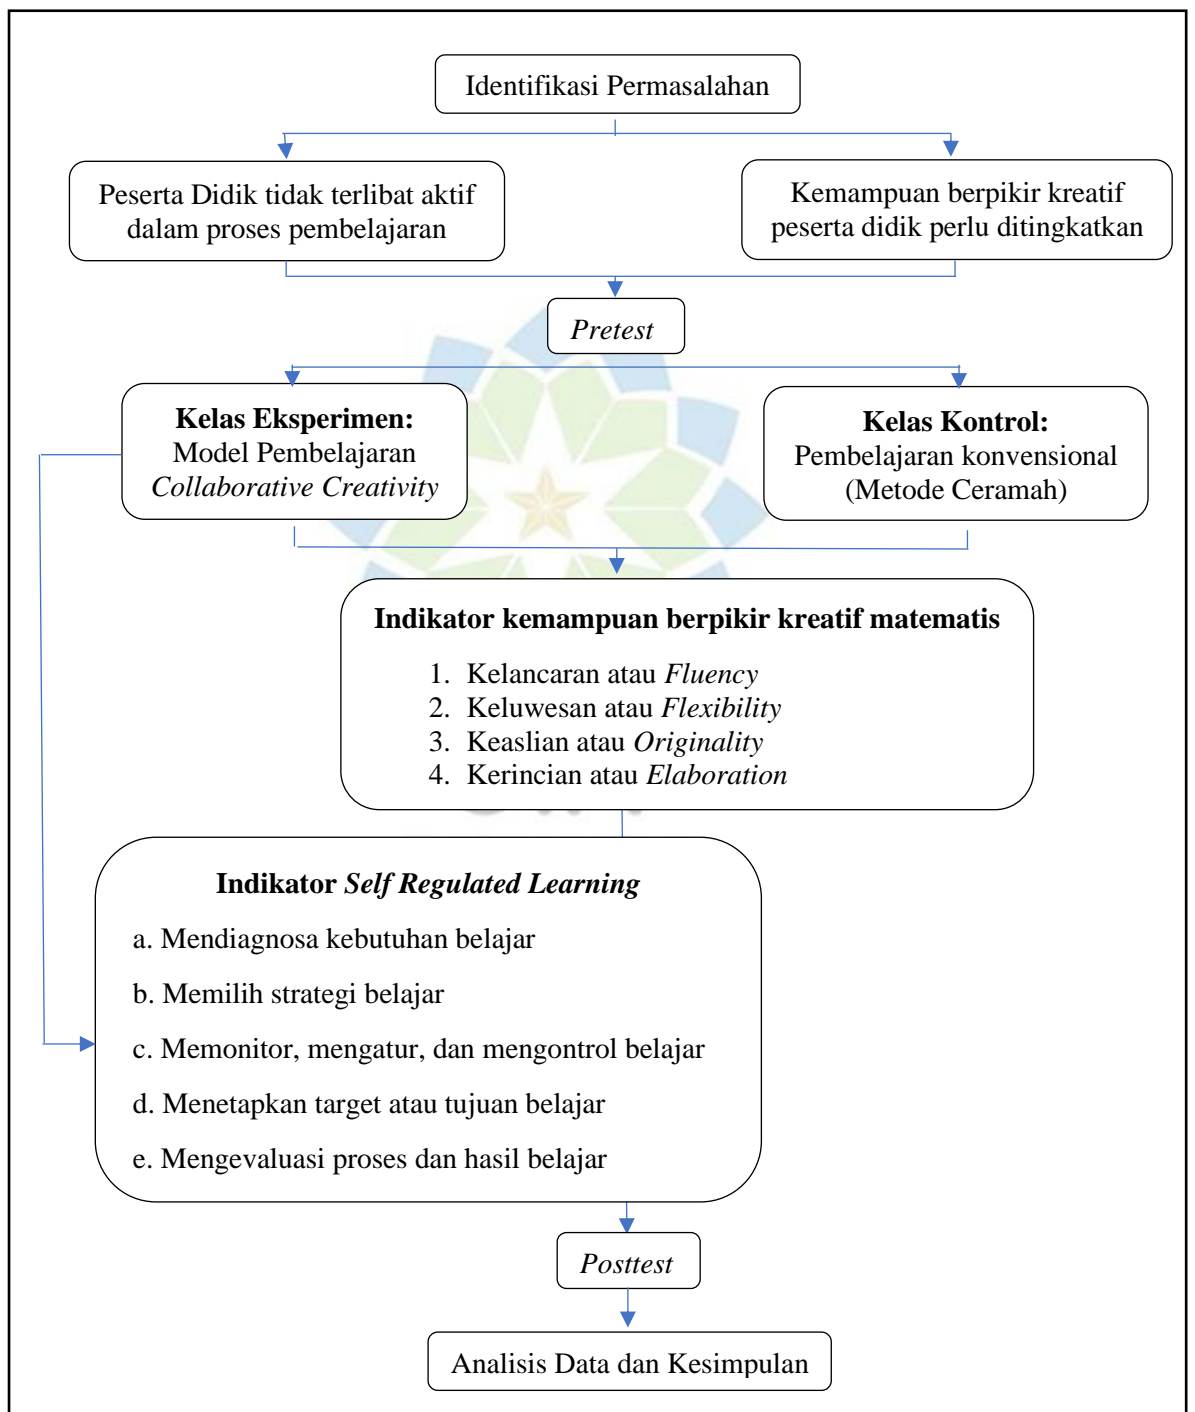 Identifikasi Permasalahan
Peserta Didik tidak terlibat aktif
dalam proses pembelajaran
Kemampuan berpikir kreatif
peserta didik perlu ditingkatkan
Pretest
Kelas Eksperimen:
Model Pembelajaran
Collaborative Creativity
Kelas Kontrol:
Pembelajaran konvensional
(Metode Ceramah)
Indikator kemampuan berpikir kreatif matematis
1. Kelancaran atau Fluency
2. Keluwesan atau Flexibility
3. Keaslian atau Originality
4. Kerincian atau Elaboration
Indikator Self Regulated Learning
a. Mendiagnosa kebutuhan belajar
b. Memilih strategi belajar
c. Memonitor, mengatur, dan mengontrol belajar
d. Menetapkan target atau tujuan belajar
e. Mengevaluasi proses dan hasil belajar
Posttest
Analisis Data dan Kesimpulan